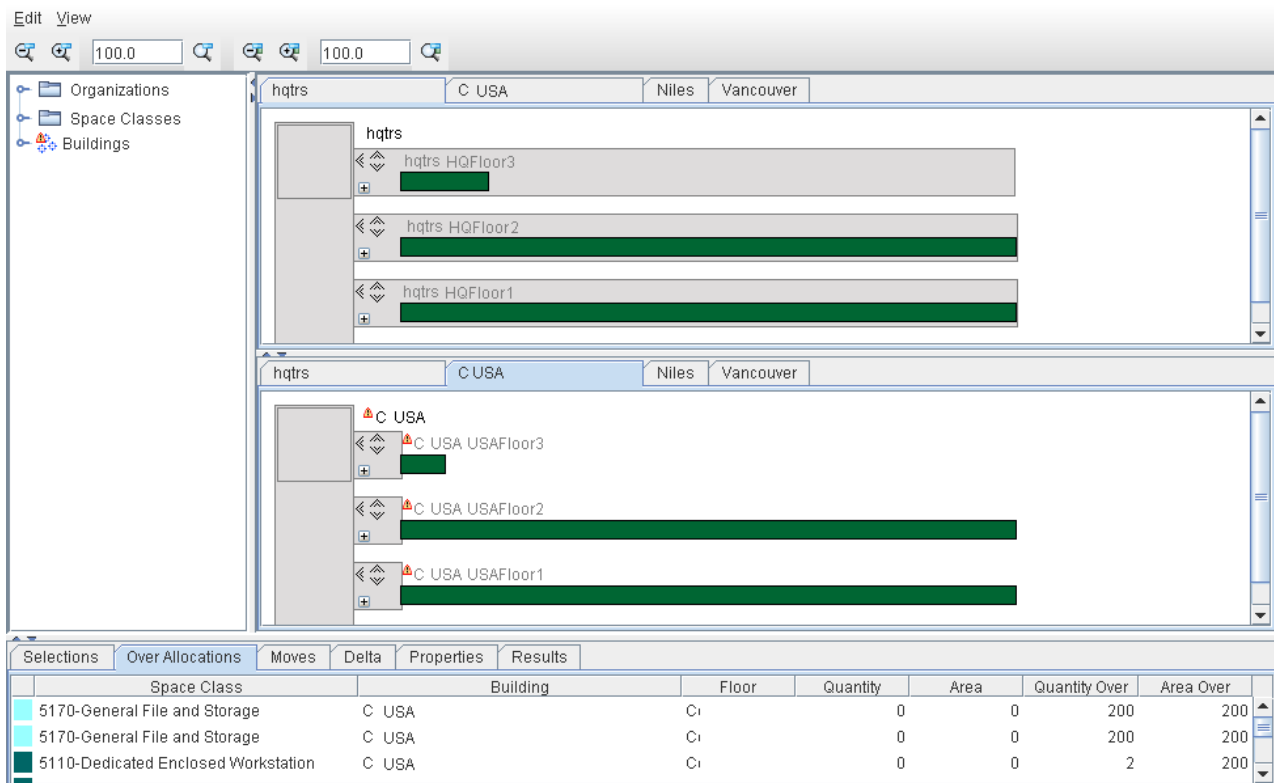 Edit View
100.0 100.0
Organizations
Space Classes
Buildings
hqtrs C USA Niles Vancouver
hqtrs
hqtrs HQFloor3
hqtrs HQFloor2
hqtrs HQFloor1
hqtrs C USA Niles Vancouver
C USA
C USA USAFloor3
C USA USAFloor2
C USA USAFloor1
Selections Over Allocations Moves Delta Properties Results
Space Class Building Floor Quantity Area Quantity Over Area Over
5170-General File and Storage C USA 0 0 200 200
5170-General File and Storage C USA 0 0 200 200
5110-Dedicated Enclosed Workstation C USA 0 0 2 200